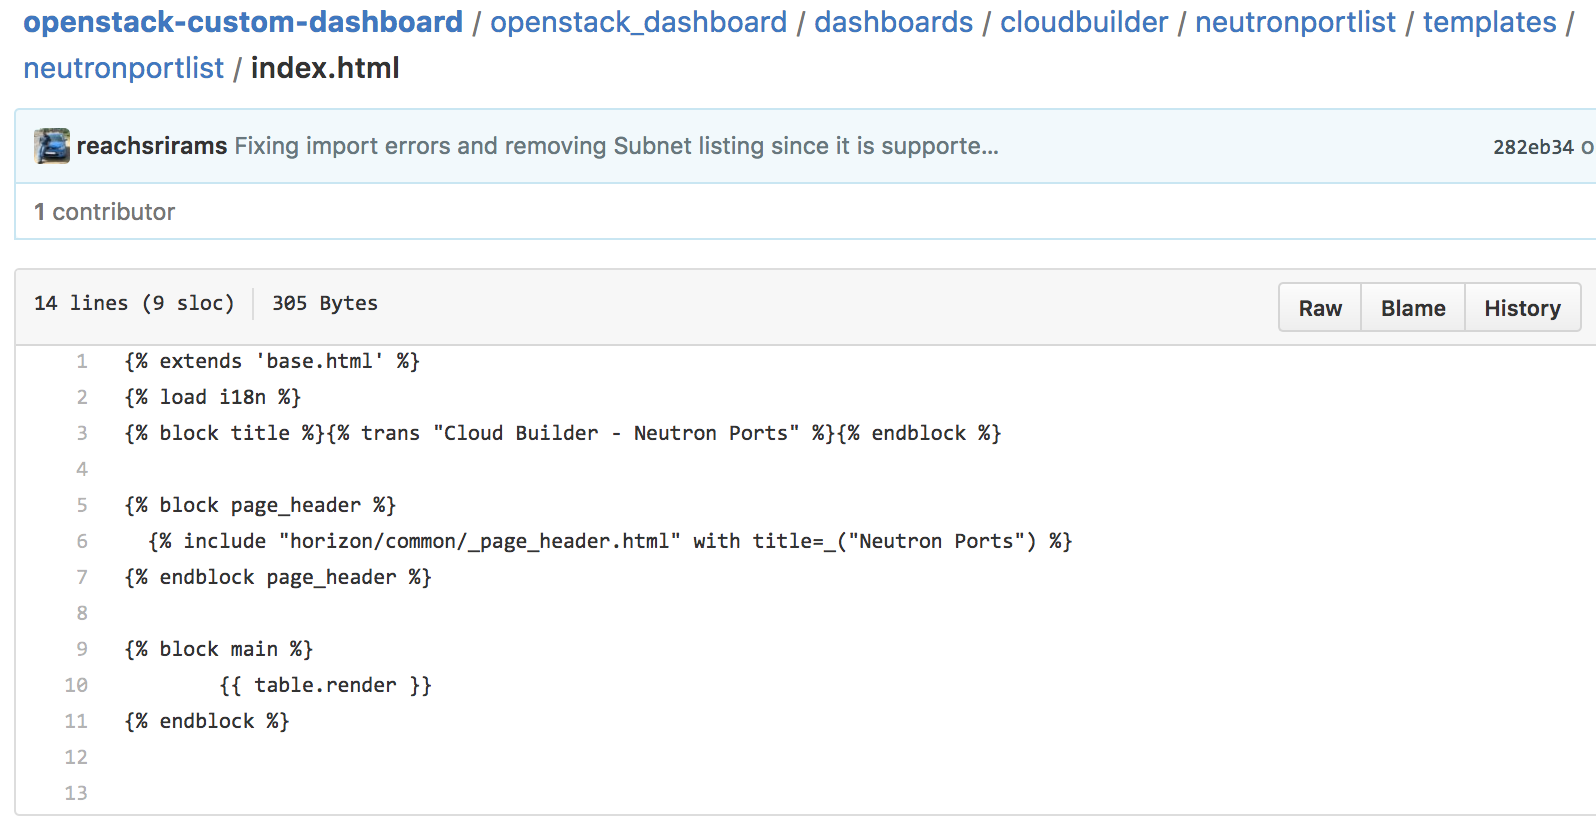 openstack-custom-dashboard / openstack_dashboard / dashboards / cloudbuilder / neutronportlist / templates /
neutronportlist / index.html
reachsrirams Fixing import errors and removing Subnet listing since it is supporte... 282eb34 o
1 contributor
14 lines (9 sloc) 305 Bytes Raw Blame History
1 {% extends 'base.html' %}
2 {% load i18n %}
3 {% block title %}{% trans "Cloud Builder - Neutron Ports" %}{% endblock %}
4
5 {% block page_header %}
6   {% include "horizon/common/_page_header.html" with title=_("Neutron Ports") %}
7 {% endblock page_header %}
8
9 {% block main %}
10         {{ table.render }}
11 {% endblock %}
12
13